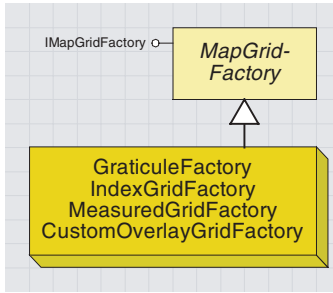 IMapGridFactory
MapGrid-
Factory
GraticuleFactory
IndexGridFactory
MeasuredGridFactory
CustomOverlayGridFactory